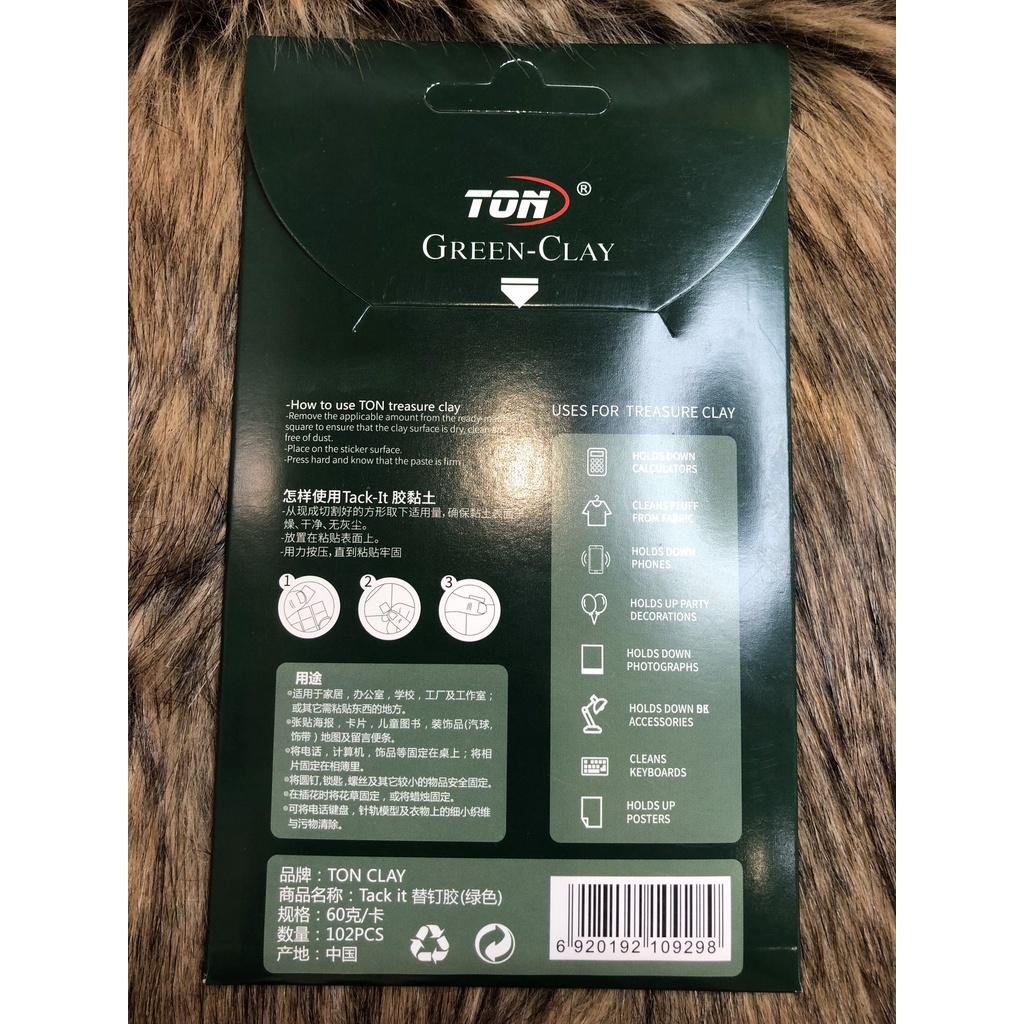 TON ®
GREEN-CLAY
-How to use TON treasure clay
-Remove the applicable amount from the ready-made
square to ensure that the clay surface is dry, clean and
free of dust.
-Place on the sticker surface.
-Press hard and know that the paste is firm
怎样使用Tack-It 胶黏土
-从现成切割好的方形取下适用量,确保黏土表面
燥、干净、无灰尘。
-放置在粘贴表面上。
-用力按压,直到粘贴牢固
1 2 3
用途
•适用于家居，办公室，学校，工厂及工作室；
或其它需粘贴东西的地方。
•张贴海报，卡片，儿童图书，装饰品(汽球,
饰带）地图及留言便条。
•将电话，计算机，饰品等固定在桌上；将相
片固定在相薄里。
•将圆钉,锁匙,螺丝及其它较小的物品安全固定。
•在插花时将花草固定，或将蜡烛固定。
•可将电话键盘，针轨模型及衣物上的细小织维
与污物清除。
USES FOR TREASURE CLAY
HOLDS DOWN
CALCULATORS
CLEANS FLUFF
FROM FABRIC
HOLDS DOWN
PHONES
HOLDS UP PARTY
DECORATIONS
HOLDS DOWN
PHOTOGRAPHS
HOLDS DOWN BK
ACCESSORIES
CLEANS
KEYBOARDS
HOLDS UP
POSTERS
品牌：TON CLAY
商品名称：Tack it 替钉胶(绿色)
规格：60克/卡
数量：102PCS
产地：中国
6 920192 109298